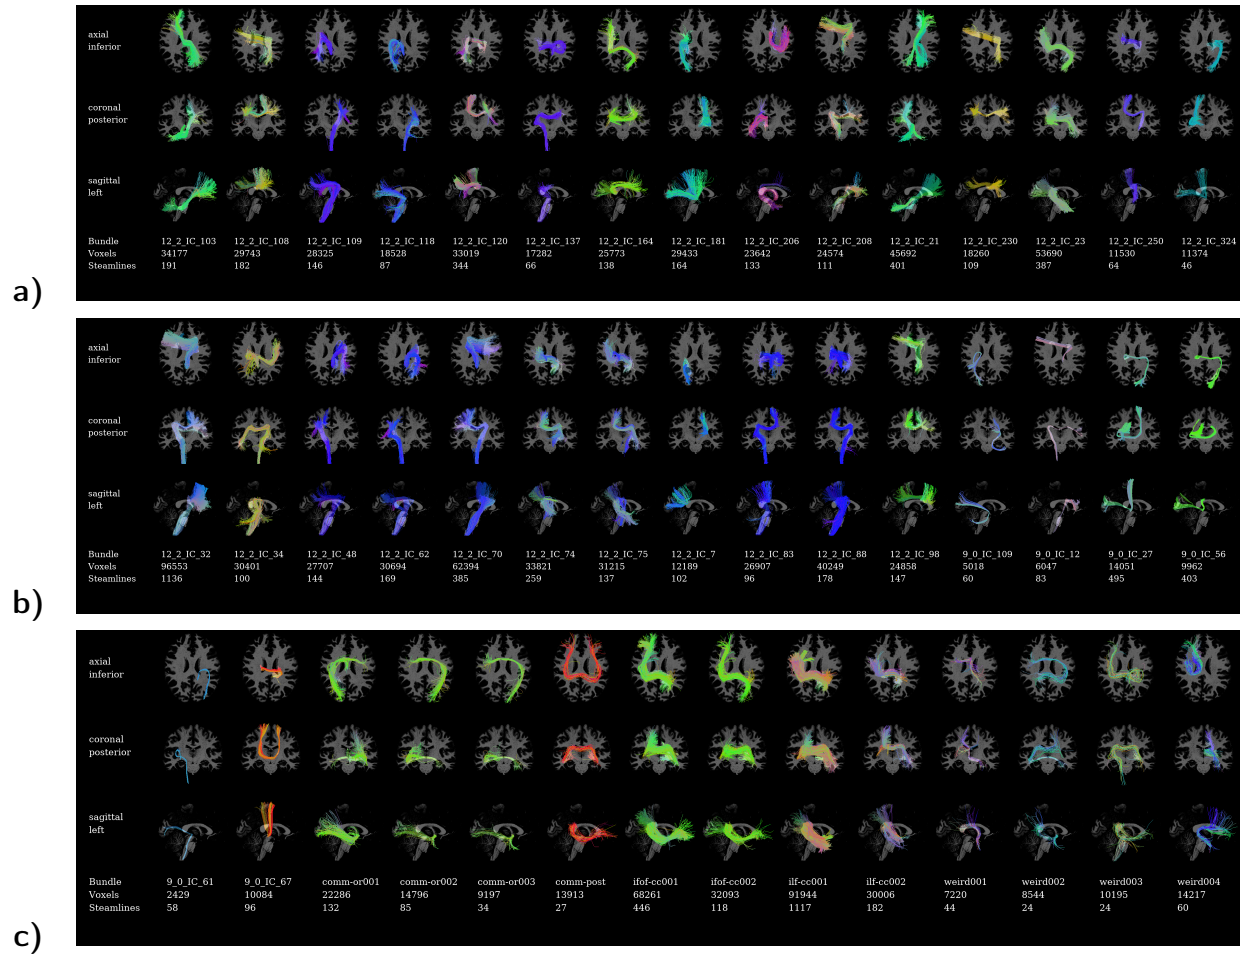 axial
inferior
coronal
posterior
sagittal
left
Bundle 12_2_IC_103 12_2_IC_108 12_2_IC_109 12_2_IC_118 12_2_IC_120 12_2_IC_137 12_2_IC_164 12_2_IC_181 12_2_IC_206 12_2_IC_208 12_2_IC_21 12_2_IC_230 12_2_IC_23 12_2_IC_250 12_2_IC_324
Voxels 34177 29743 28325 18528 33019 17282 25773 29433 23642 24574 45692 18260 53690 11530 11374
Steamlines 191 182 146 87 344 66 138 164 133 111 401 109 387 64 46
a)
axial
inferior
coronal
posterior
sagittal
left
Bundle 12_2_IC_32 12_2_IC_34 12_2_IC_48 12_2_IC_62 12_2_IC_70 12_2_IC_74 12_2_IC_75 12_2_IC_7 12_2_IC_83 12_2_IC_88 12_2_IC_98 9_0_IC_109 9_0_IC_12 9_0_IC_27 9_0_IC_56
Voxels 96553 30401 27707 30694 62394 33821 31215 12189 26907 40249 24858 5018 6047 14051 9962
Steamlines 1136 100 144 169 385 259 137 102 96 178 147 60 83 495 403
b)
axial
inferior
coronal
posterior
sagittal
left
Bundle 9_0_IC_61 9_0_IC_67 comm-or001 comm-or002 comm-or003 comm-post ifof-cc001 ifof-cc002 ilf-cc001 ilf-cc002 weird001 weird002 weird003 weird004
Voxels 2429 10084 22286 14796 9197 13913 68261 32093 91944 30006 7220 8544 10195 14217
Steamlines 58 96 132 85 34 27 446 118 1117 182 44 24 24 60
c)